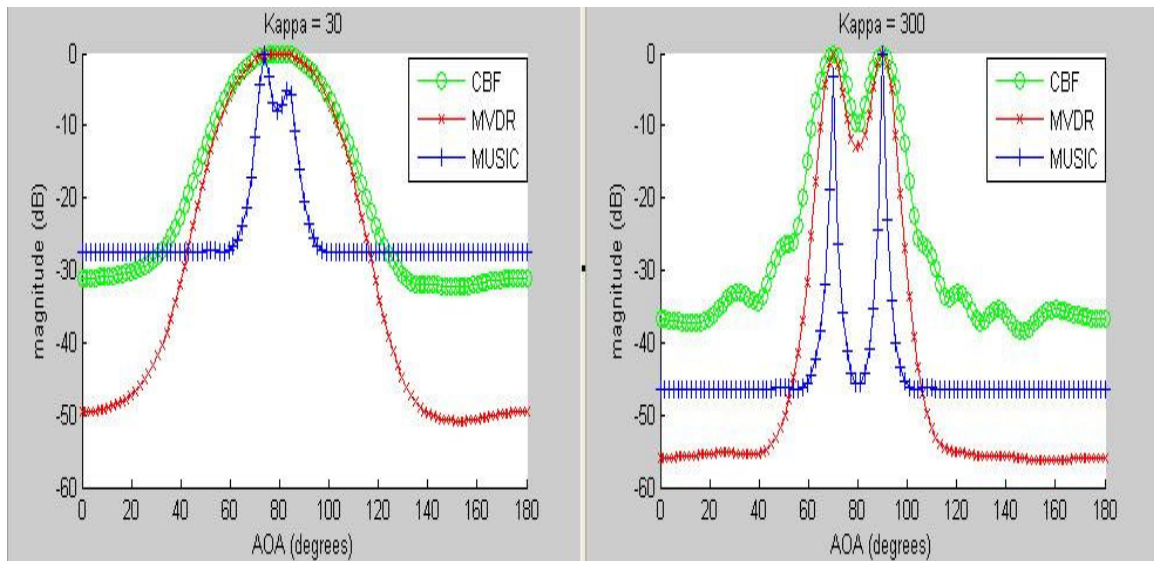 Kappa = 30
0
-10
-20
-30
-40
-50
-60
magnitude (dB)
CBF
MVDR
MUSIC
0 20 40 60 80 100 120 140 160 180
AOA (degrees)
Kappa = 300
0
-10
-20
-30
-40
-50
-60
magnitude (dB)
CBF
MVDR
MUSIC
0 20 40 60 80 100 120 140 160 180
AOA (degrees)